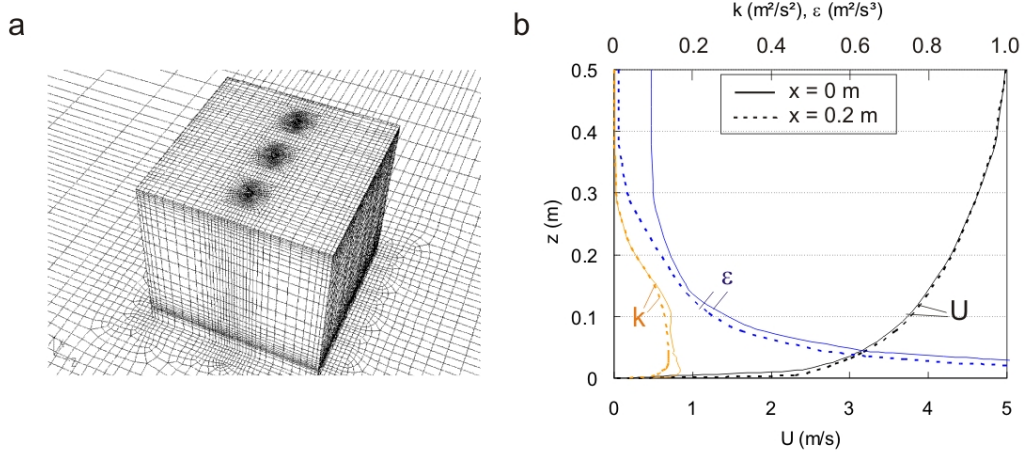 a
b
k (m²/s²), ε (m²/s³)
0 0.2 0.4 0.6 0.8 1.0
0.5
x = 0 m
x = 0.2 m
0.4
0.3
z (m)
0.2
ε
k
U
0.1
0
0 1 2 3 4 5
U (m/s)